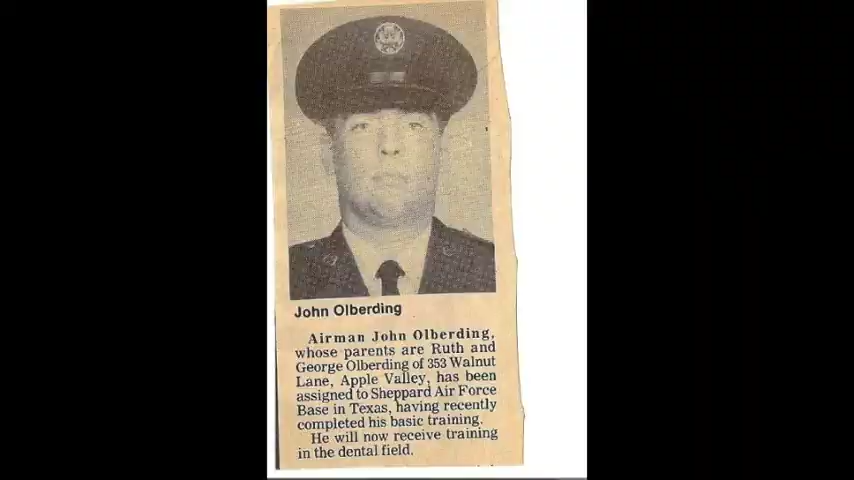 John Olberding
Airman John Olberding,
whose parents are Ruth and
George Olberding of 353 Walnut
Lane, Apple Valley, has been
assigned to Sheppard Air Force
Base in Texas, having recently
completed his basic training.
He will now receive training
in the dental field.